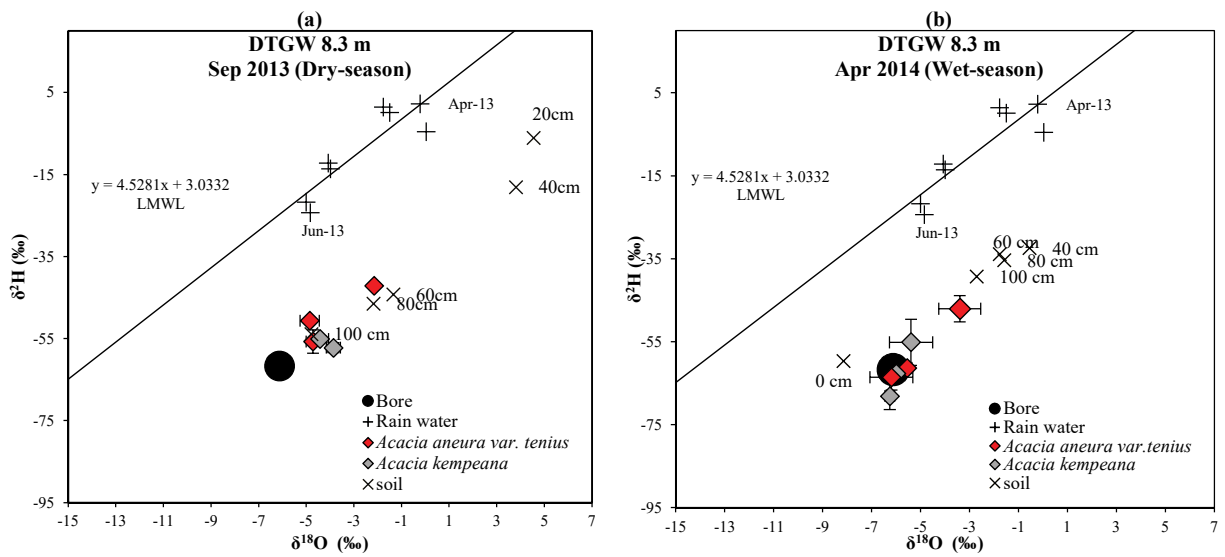 (a)
DTGW 8.3 m
Sep 2013 (Dry-season)
5
-15
-35
-55
-75
-95
δ²H (‰)
Apr-13
20cm
40cm
y = 4.5281x + 3.0332
LMWL
Jun-13
60cm
80cm
100 cm
Bore
Rain water
Acacia aneura var. tenius
Acacia kempeana
soil
-15 -13 -11 -9 -7 -5 -3 -1 1 3 5 7
δ¹⁸O (‰)
(b)
DTGW 8.3 m
Apr 2014 (Wet-season)
5
-15
-35
-55
-75
-95
δ²H (‰)
Apr-13
y = 4.5281x + 3.0332
LMWL
Jun-13
60 cm
40 cm
80 cm
100 cm
0 cm
Bore
Rain water
Acacia aneura var.tenius
Acacia kempeana
soil
-15 -13 -11 -9 -7 -5 -3 -1 1 3 5 7
δ¹⁸O (‰)